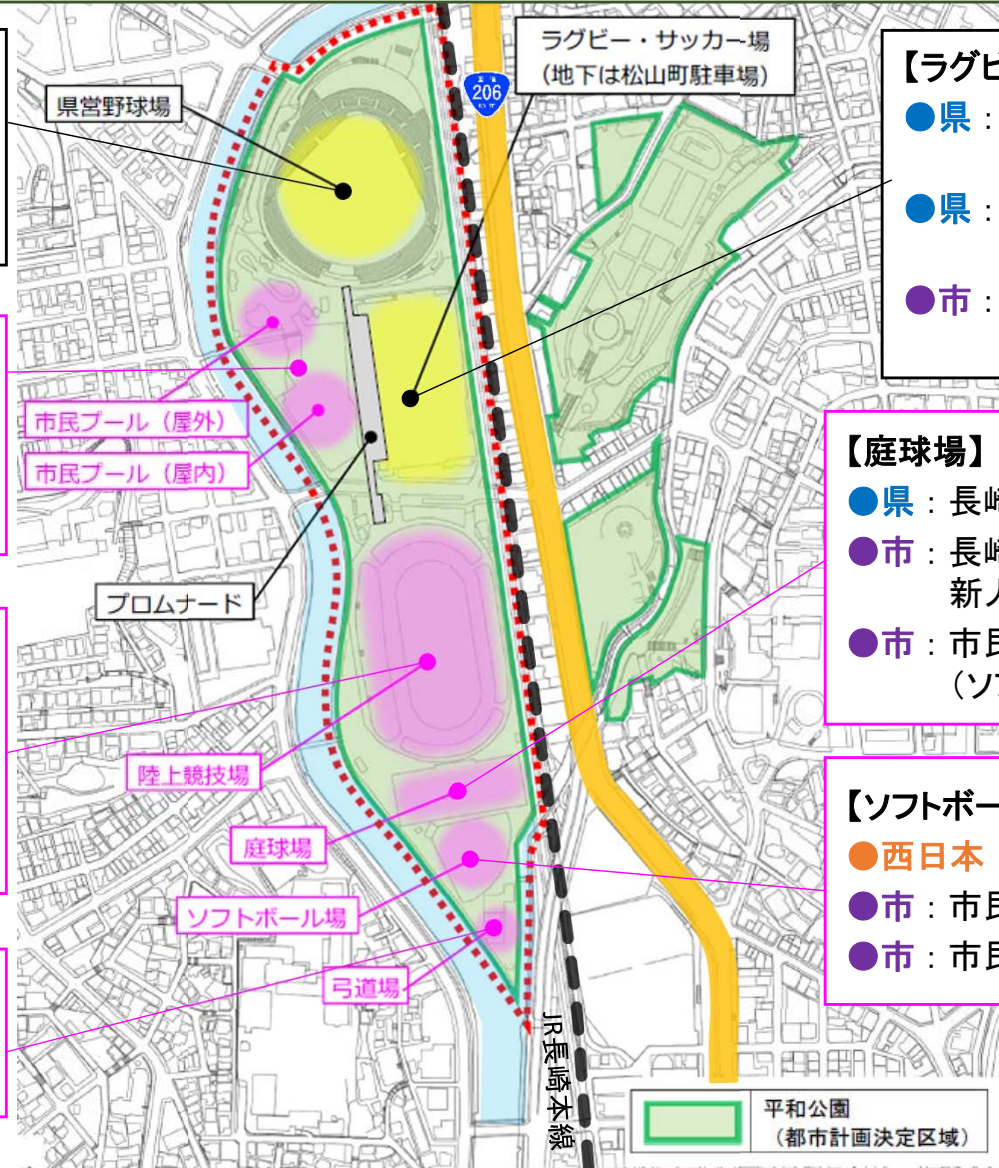 ラグビー・サッカー場
(地下は松山町駐車場)
206
県営野球場
【ラグビ
●県：
●県：
●市：
市民プール（屋外）
市民プール（屋内）
プロムナード
【庭球場】
●県：長崎
●市：長崎
新人
●市：市民
（ソフ
陸上競技場
庭球場
ソフトボール場
弓道場
【ソフトボー
●西日本
●市：市民
●市：市民
JR長崎本線
平和公園
（都市計画決定区域）